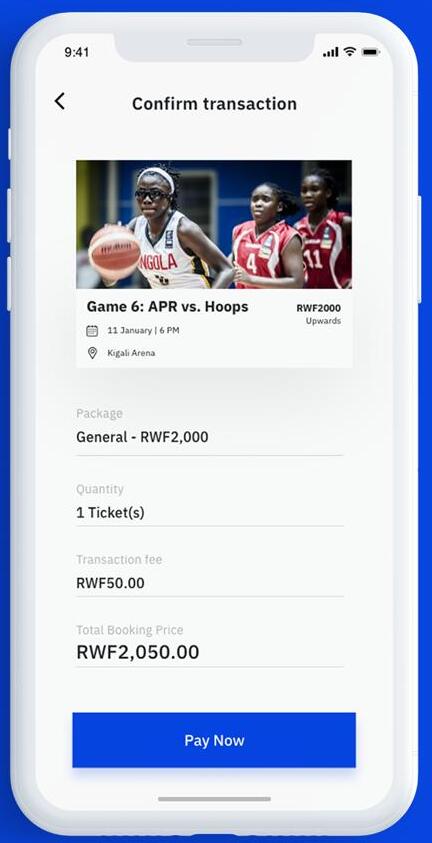 9:41
Confirm transaction
NGOLA
4
11
Game 6: APR vs. Hoops
RWF2000
Upwards
11 January | 6 PM
Kigali Arena
Package
General - RWF2,000
Quantity
1 Ticket(s)
Transaction fee
RWF50.00
Total Booking Price
RWF2,050.00
Pay Now